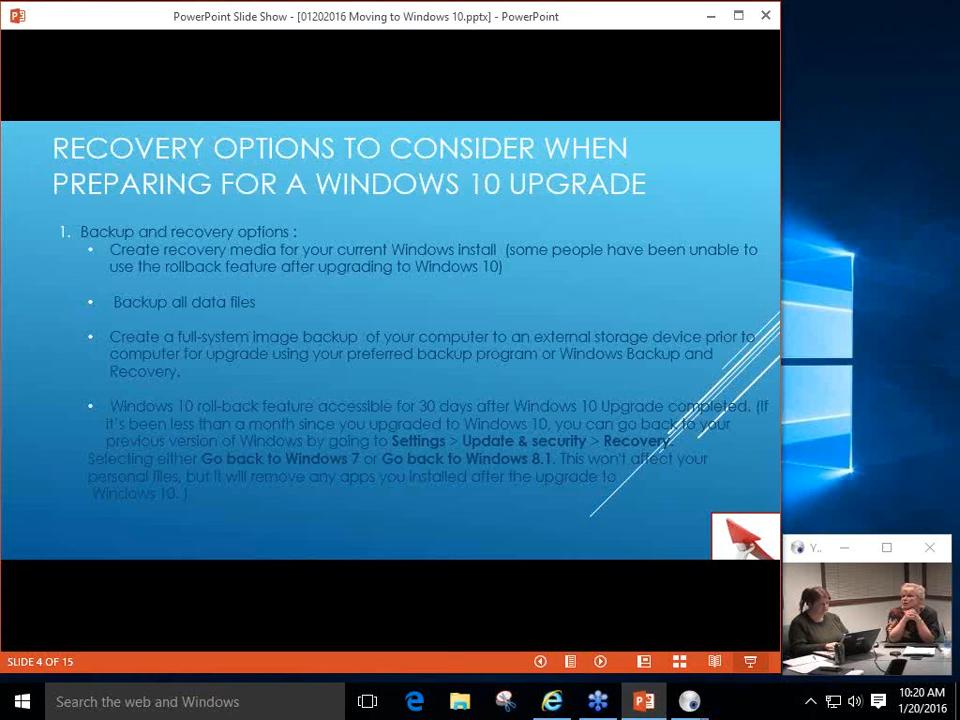 PowerPoint Slide Show - [01202016 Moving to Windows 10.pptx] - PowerPoint
RECOVERY OPTIONS TO CONSIDER WHEN
PREPARING FOR A WINDOWS 10 UPGRADE
1. Backup and recovery options :
• Create recovery media for your current Windows install (some people have been unable to
use the rollback feature after upgrading to Windows 10)
• Backup all data files
• Create a full-system image backup of your computer to an external storage device prior to
computer for upgrade using your preferred backup program or Windows Backup and
Recovery.
• Windows 10 roll-back feature accessible for 30 days after Windows 10 Upgrade completed. (If
it's been less than a month since you upgraded to Windows 10, you can go back to your
previous version of Windows by going to Settings > Update & security > Recovery.
Selecting either Go back to Windows 7 or Go back to Windows 8.1. This won't affect your
personal files, but it will remove any apps you installed after the upgrade to
Windows 10. )
Y..
SLIDE 4 OF 15
Search the web and Windows
10:20 AM
1/20/2016